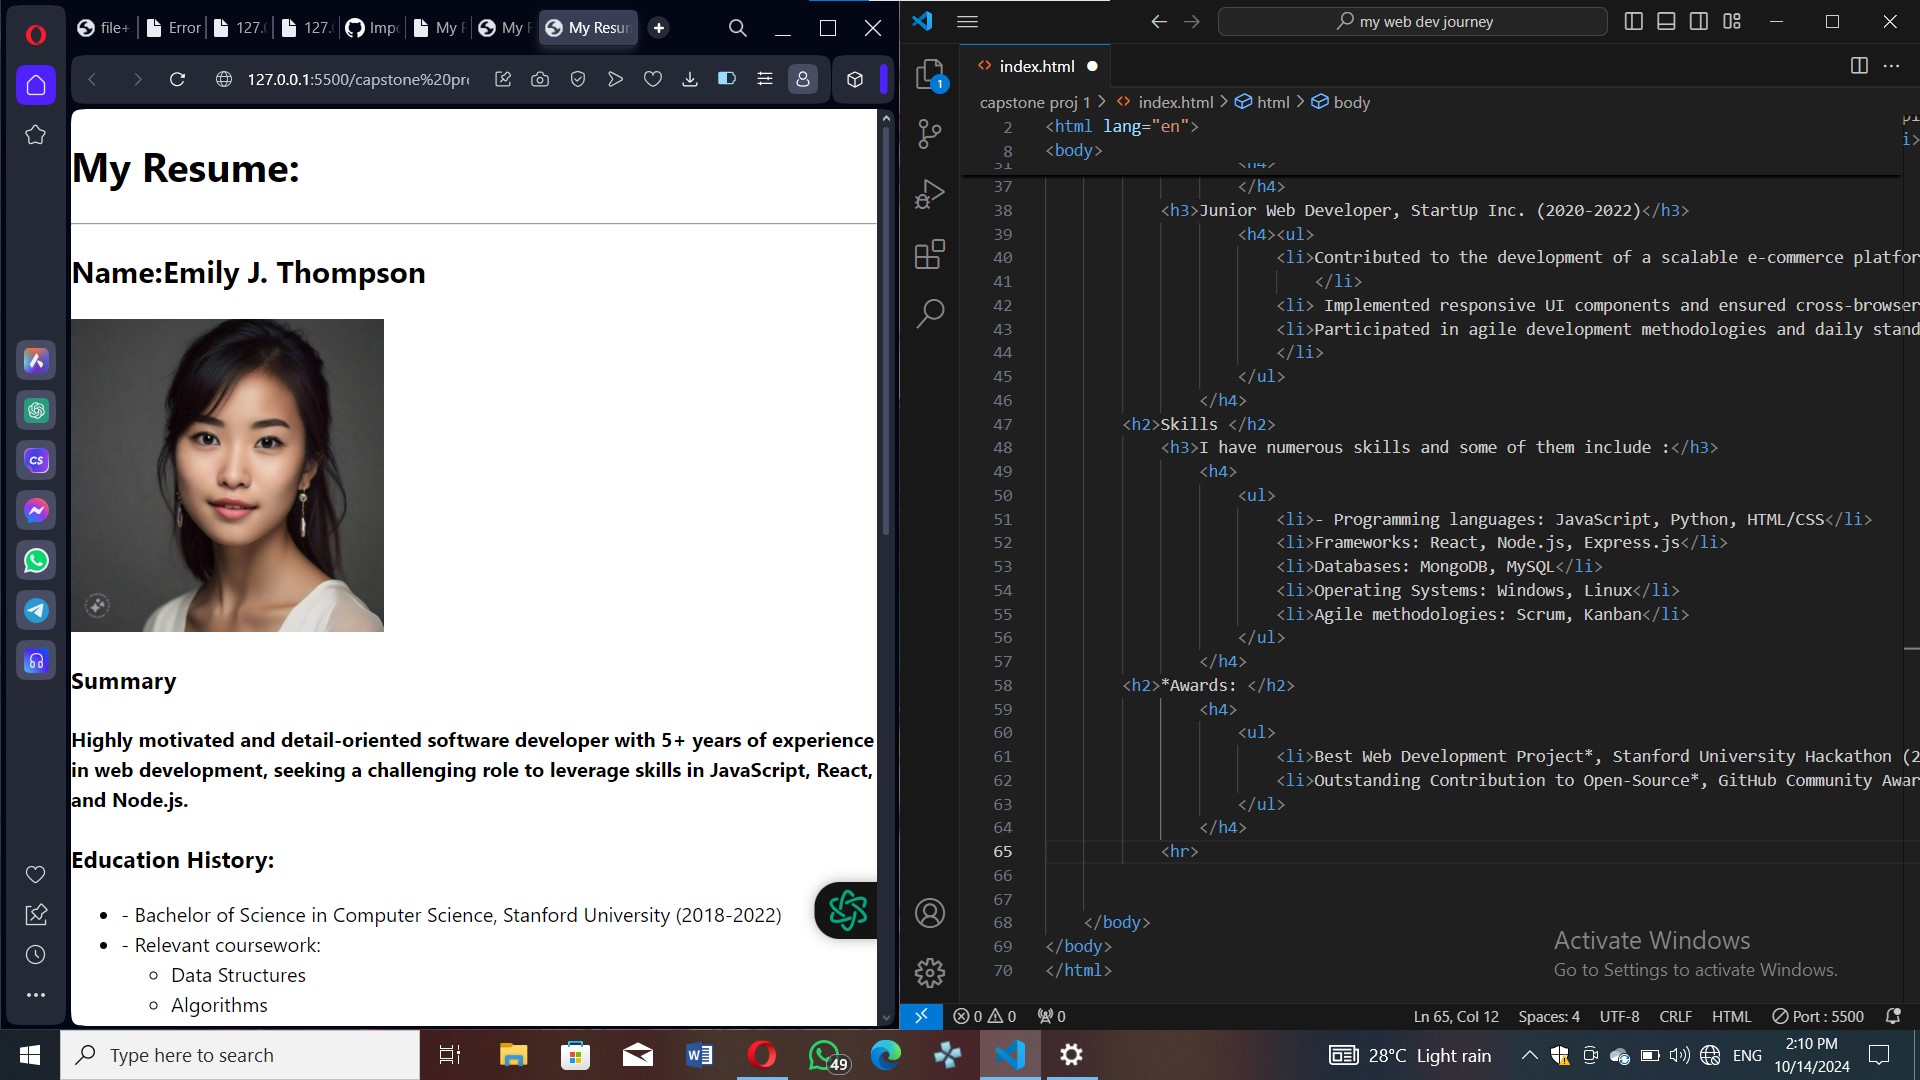 file+
Error
127.
127.
Imp
My
My
My Resu
127.0.0.1:5500/capstone%20pr
My Resume:
Name:Emily J. Thompson
Summary
Highly motivated and detail-oriented software developer with 5+ years of experience
in web development, seeking a challenging role to leverage skills in JavaScript, React,
and Node.js.
Education History:
- Bachelor of Science in Computer Science, Stanford University (2018-2022)
- Relevant coursework:
Data Structures
Algorithms
CS
my web dev journey
1
index.html
capstone proj 1 > index.html > html > body
2 <html lang="en">
8 <body>
37 </h4>
38 <h3>Junior Web Developer, StartUp Inc. (2020-2022)</h3>
39 <h4><ul>
40 <li>Contributed to the development of a scalable e-commerce platfor
41 </li>
42 <li> Implemented responsive UI components and ensured cross-browser
43 <li>Participated in agile development methodologies and daily stand
44 </li>
45 </ul>
46 </h4>
47 <h2>Skills </h2>
48 <h3>I have numerous skills and some of them include :</h3>
49 <h4>
50 <ul>
51 <li>- Programming languages: JavaScript, Python, HTML/CSS</li>
52 <li>Frameworks: React, Node.js, Express.js</li>
53 <li>Databases: MongoDB, MySQL</li>
54 <li>Operating Systems: Windows, Linux</li>
55 <li>Agile methodologies: Scrum, Kanban</li>
56 </ul>
57 </h4>
58 <h2>*Awards: </h2>
59 <h4>
60 <ul>
61 <li>Best Web Development Project*, Stanford University Hackathon (2
62 <li>Outstanding Contribution to Open-Source*, GitHub Community Awar
63 </ul>
64 </h4>
65 <hr>
66
67
68 </body>
69 </body>
70 </html>
Activate Windows
Go to Settings to activate Windows.
0 0 0
Ln 65, Col 12 Spaces: 4 UTF-8 CRLF HTML Port : 5500
Type here to search
49
28°C Light rain
ENG
2:10 PM
10/14/2024